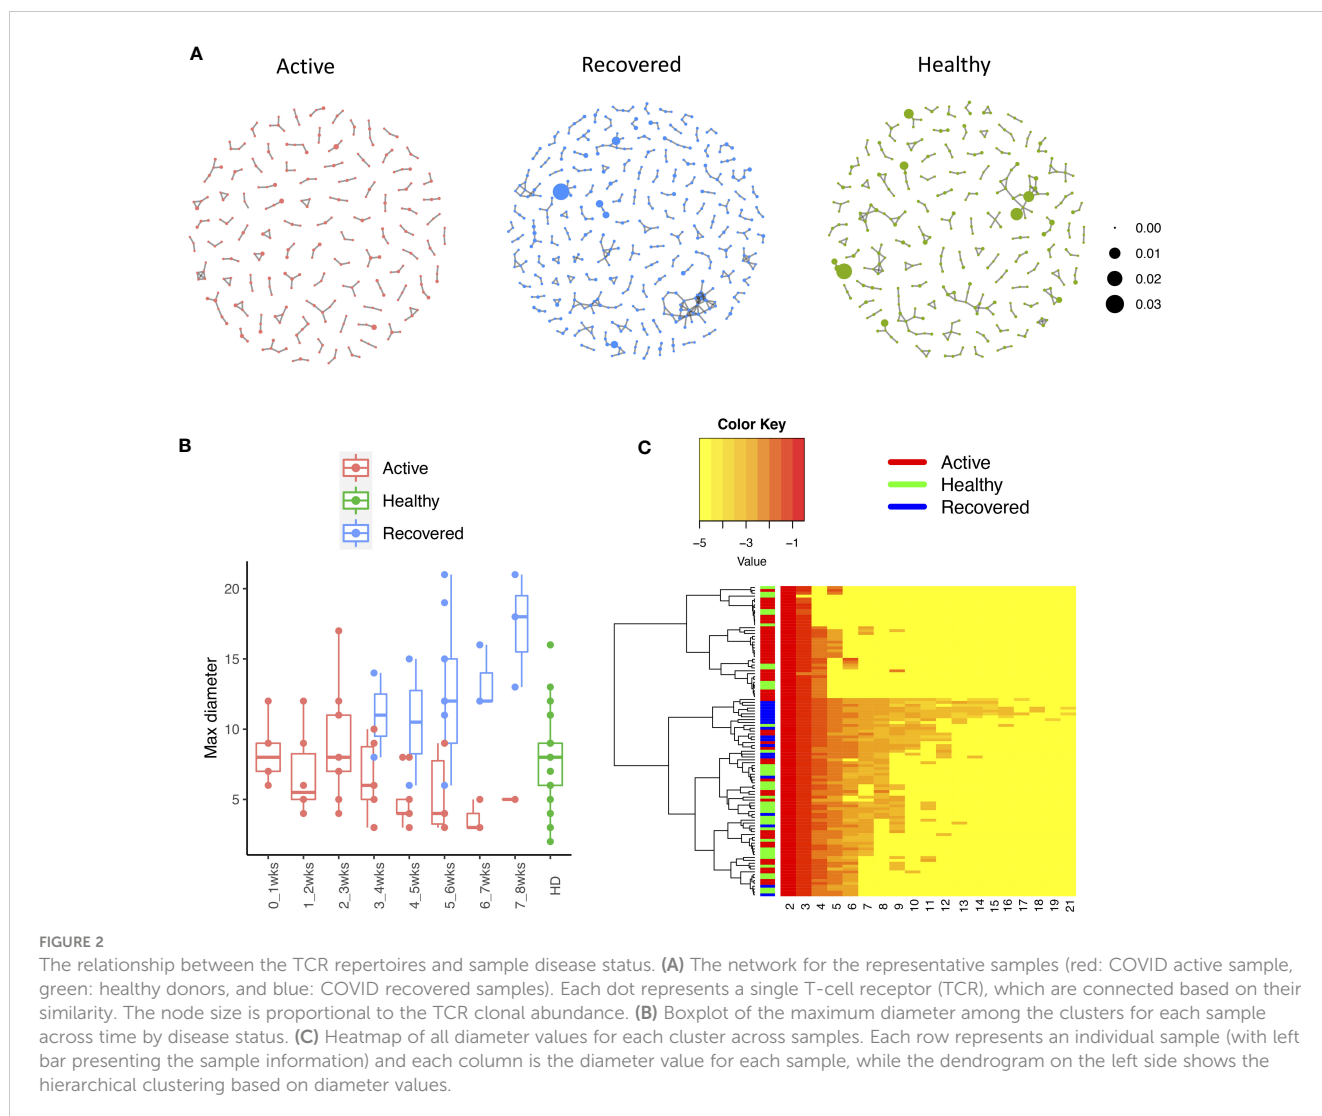 A
Active
Recovered
Healthy
0.00
0.01
0.02
0.03
B
Active
Healthy
Recovered
Max diameter
20
15
10
5
0_1wks
1_2wks
2_3wks
3_4wks
4_5wks
5_6wks
6_7wks
7_8wks
HD
C
Color Key
-5
-3
-1
Value
Active
Healthy
Recovered
2
3
4
5
6
7
8
9
10
11
12
13
14
15
16
17
18
19
21
FIGURE 2
The relationship between the TCR repertoires and sample disease status. (A) The network for the representative samples (red: COVID active sample,
green: healthy donors, and blue: COVID recovered samples). Each dot represents a single T-cell receptor (TCR), which are connected based on their
similarity. The node size is proportional to the TCR clonal abundance. (B) Boxplot of the maximum diameter among the clusters for each sample
across time by disease status. (C) Heatmap of all diameter values for each cluster across samples. Each row represents an individual sample (with left
bar presenting the sample information) and each column is the diameter value for each sample, while the dendrogram on the left side shows the
hierarchical clustering based on diameter values.